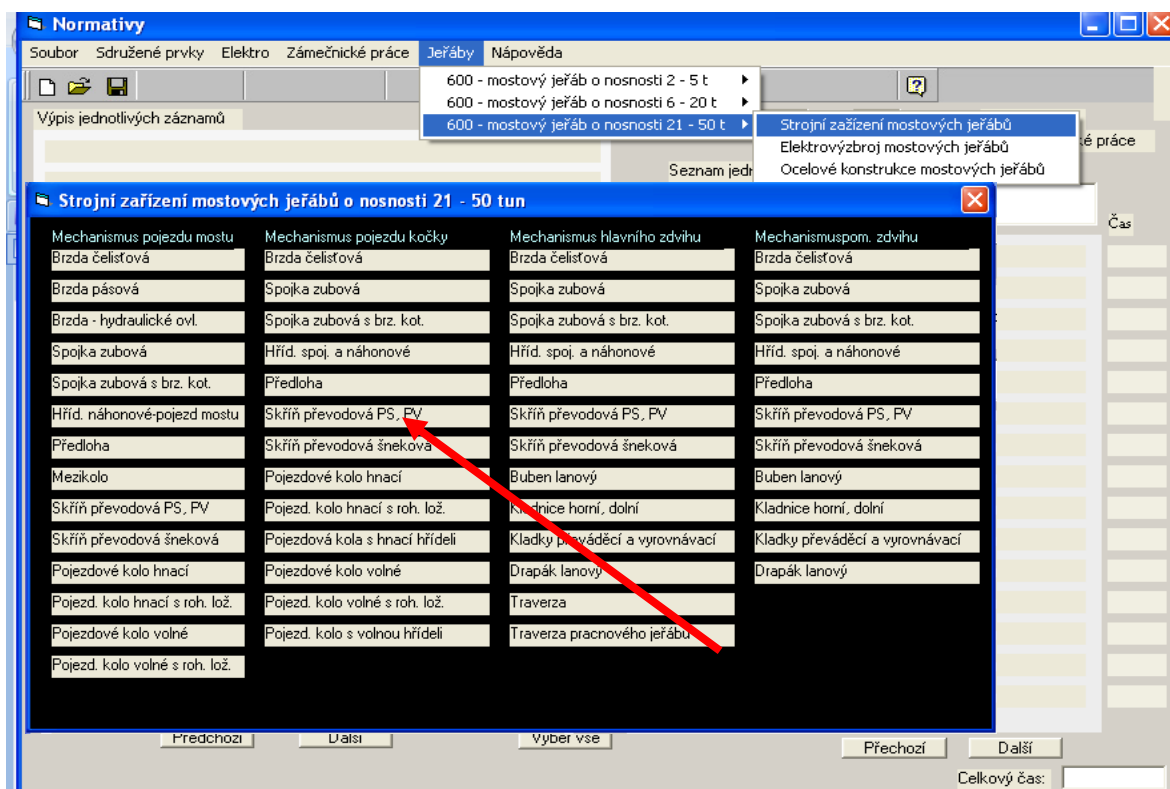 Normativy
Soubor Sdružené prvky Elektro Zámečnické práce Jeřáby Nápověda
600 - mostový jeřáb o nosnosti 2 - 5 t
600 - mostový jeřáb o nosnosti 6 - 20 t
600 - mostový jeřáb o nosnosti 21 - 50 t
Strojní zažízení mostových jeřábů
Elektrovýzbroj mostových jeřábů
Ocelové konstrukce mostových jeřábů
Výpis jednotlivých záznamů
práce
Seznam
Čas
Strojní zařízení mostových jeřábů o nosnosti 21 - 50 tun
Mechanismus pojezdu mostu
Brzda čelisťová
Brzda pásová
Brzda - hydraulické ovl.
Spojka zubová
Spojka zubová s brz. kot.
Hříd. náhonové-pojezd mostu
Předloha
Mezikolo
Skříň převodová PS, PV
Skříň převodová šneková
Pojezdové kolo hnací
Pojezd. kolo hnací s roh. lož.
Pojezdové kolo volné
Pojezd. kolo volné s roh. lož.
Mechanismus pojezdu kočky
Brzda čelisťová
Spojka zubová
Spojka zubová s brz. kot.
Hříd. spoj. a náhonové
Předloha
Skříň převodová PS, PV
Skříň převodová šneková
Pojezdové kolo hnací
Pojezd. kolo hnací s roh. lož.
Pojezdová kola s hnací hřídeli
Pojezdové kolo volné
Pojezd. kolo volné s roh. lož.
Pojezd. kolo s volnou hřídeli
Mechanismus hlavního zdvihu
Brzda čelisťová
Spojka zubová
Spojka zubová s brz. kot.
Hříd. spoj. a náhonové
Předloha
Skříň převodová PS, PV
Skříň převodová šneková
Buben lanový
Kladnice horní, dolní
Kladky převáděcí a vyrovnávací
Drapák lanový
Traverza
Traverza pracnového jeřábu
Mechanismuspom. zdvihu
Brzda čelisťová
Spojka zubová
Spojka zubová s brz. kot.
Hříd. spoj. a náhonové
Předloha
Skříň převodová PS, PV
Skříň převodová šneková
Buben lanový
Kladnice horní, dolní
Kladky převáděcí a vyrovnávací
Drapák lanový
Předchozí Další Vyber vše
Přechozí Další
Celkový čas: